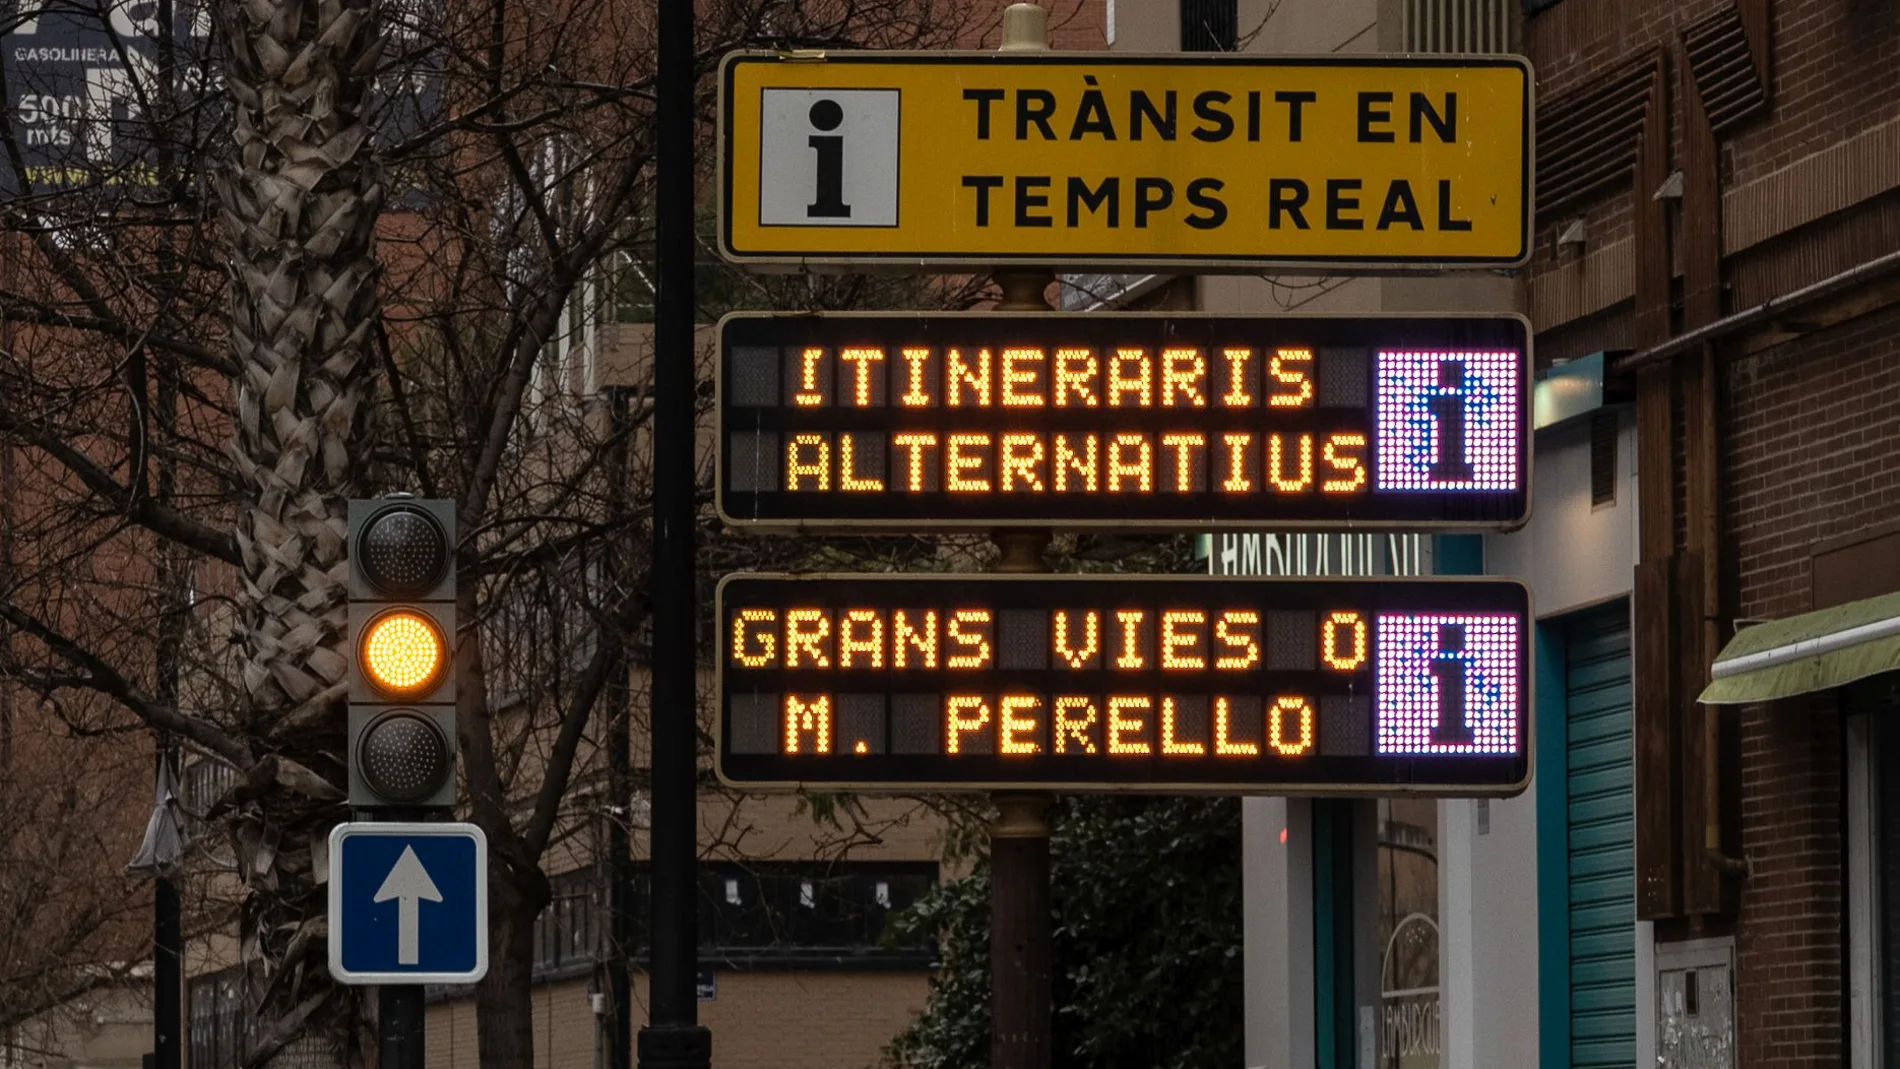 GASOLINERA
500
mts
TRÀNSIT EN
TEMPS REAL
ITINERARIS
ALTERNATIUS
GRANS VIES O
M. PERELLO